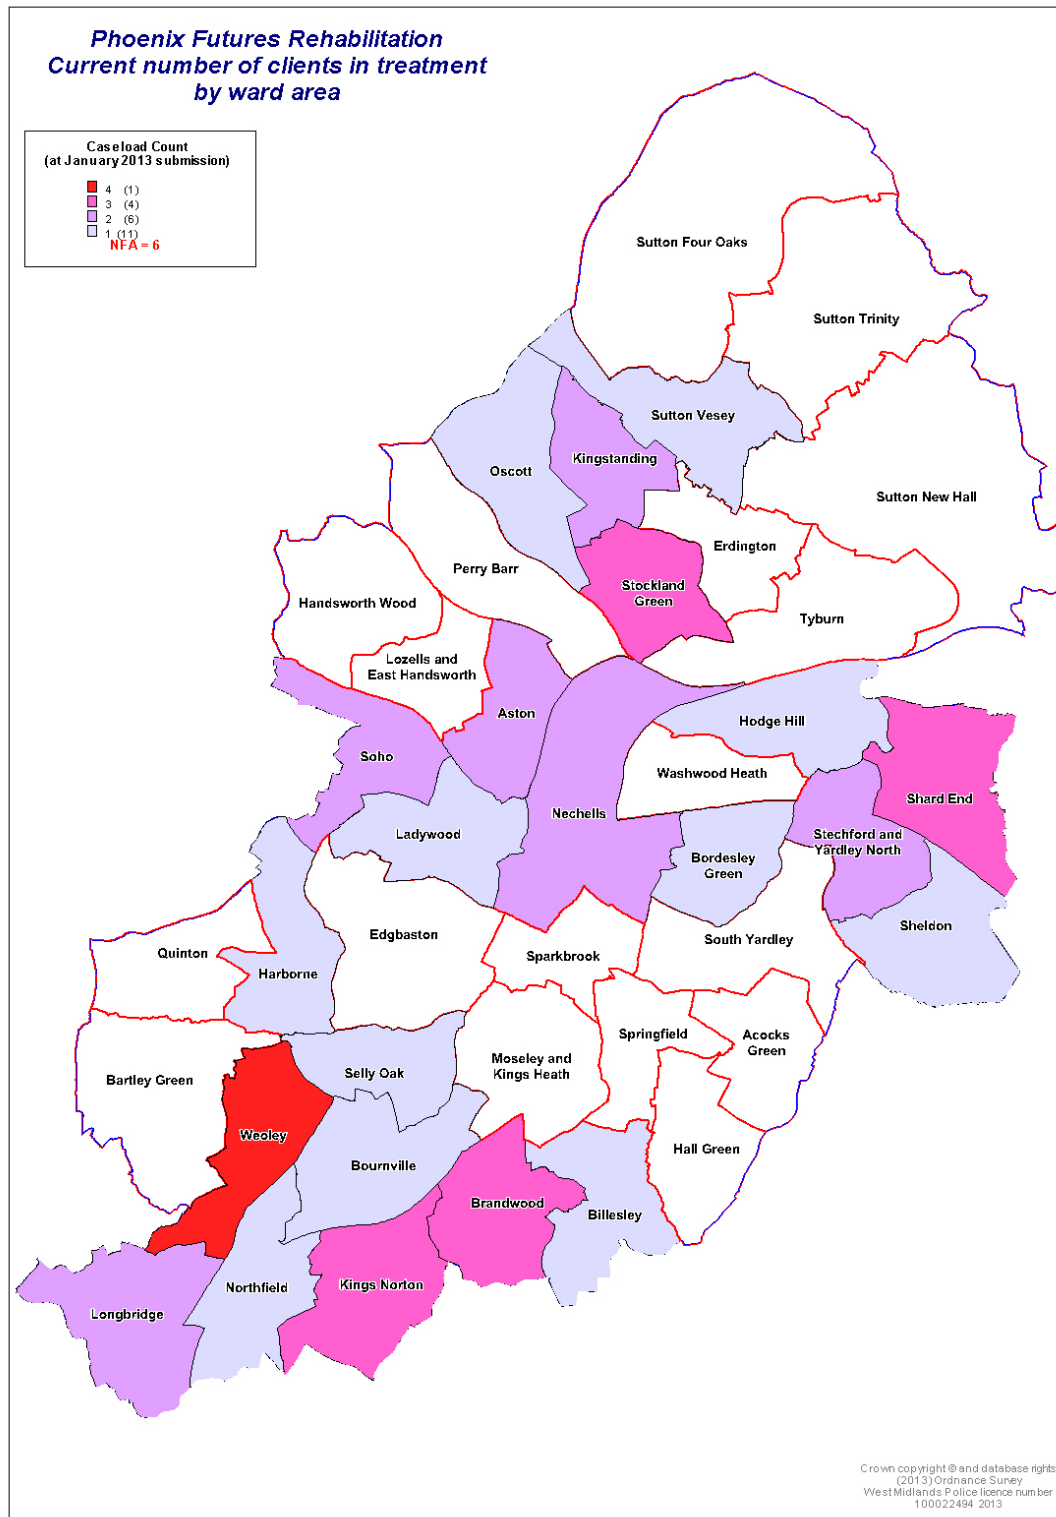 Phoenix Futures Rehabilitation
Current number of clients in treatment
by ward area
Caseload Count
(at January 2013 submission)
4 (1)
3 (4)
2 (6)
1 (11)
NFA = 6
Sutton Four Oaks
Sutton Trinity
Sutton Vesey
Kingstanding
Oscott
Sutton New Hall
Erdington
Perry Barr
Stockland
Green
Handsworth Wood
Tyburn
Lozells and
East Handsworth
Aston
Hodge Hill
Soho
Washwood Heath
Shard End
Nechells
Ladywood
Stechford and
Yardley North
Bordesley
Green
Sheldon
Edgbaston
South Yardley
Quinton
Sparkbrook
Harborne
Springfield
Acocks
Green
Moseley and
Kings Heath
Selly Oak
Bartley Green
Weoley
Hall Green
Bournville
Brandwood
Billesley
Northfield
Kings Norton
Longbridge
Crown copyright © and database rights
(2013) Ordnance Survey
West Midlands Police licence number
100022494 2013